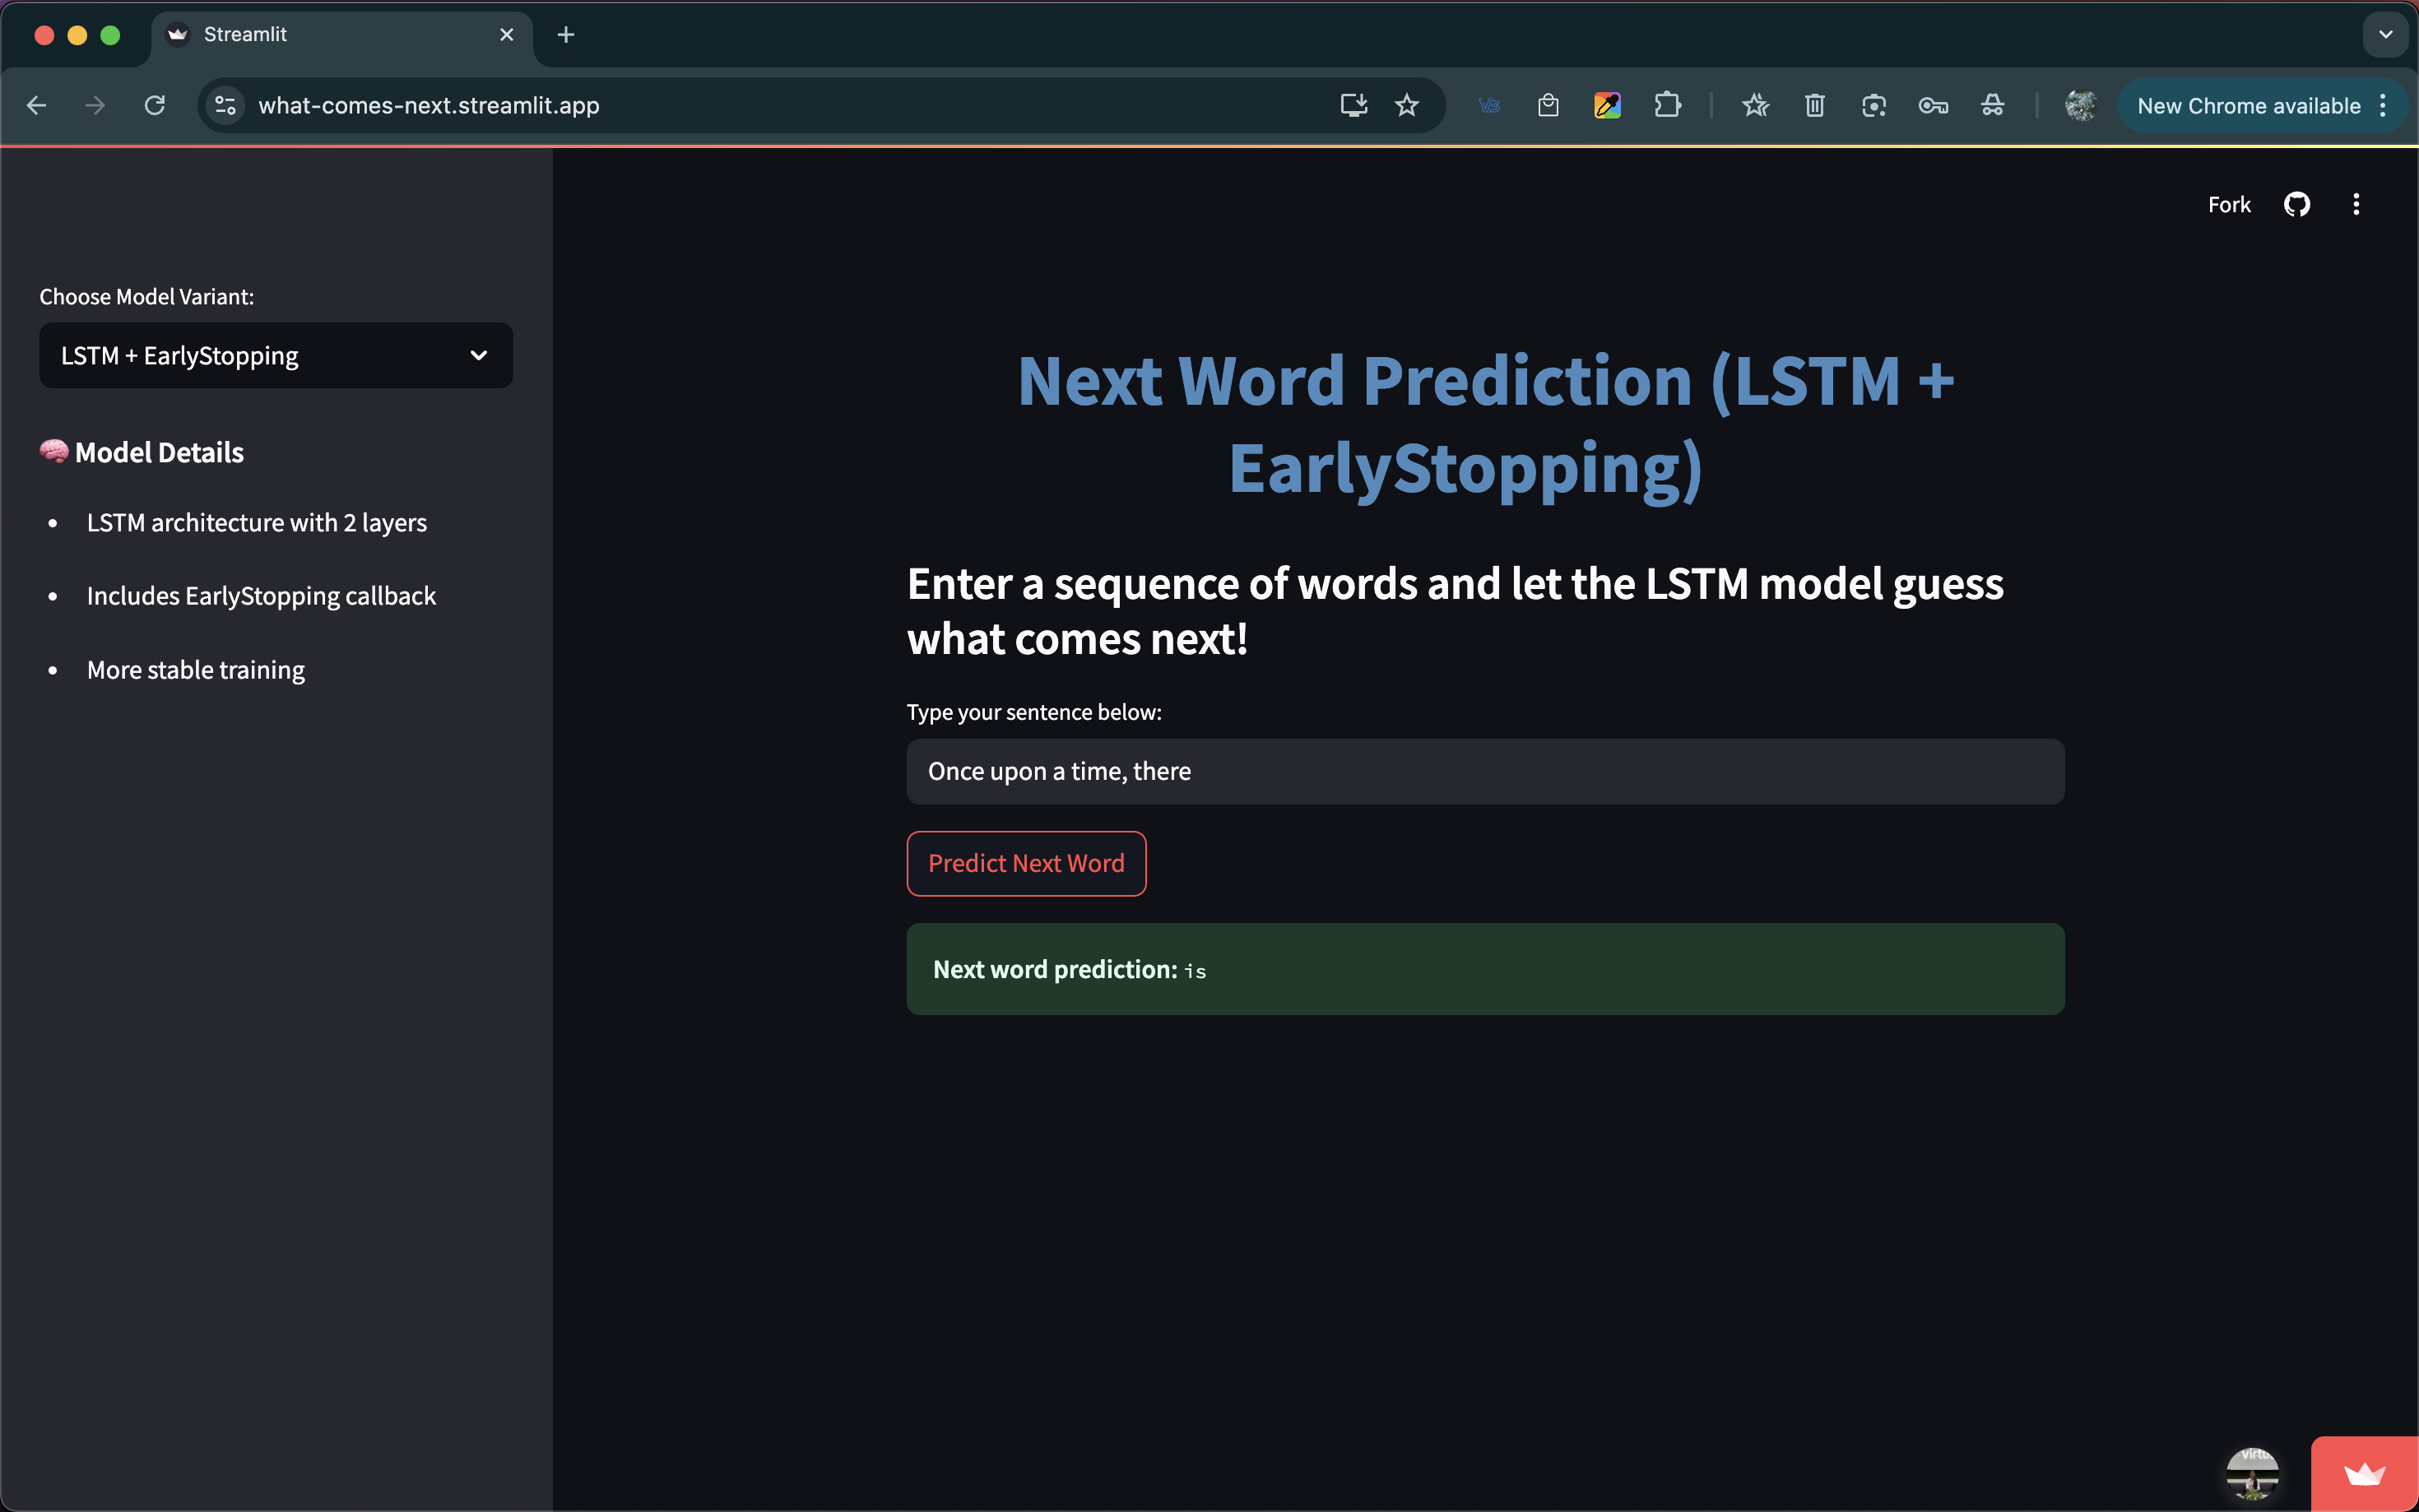 Streamlit
what-comes-next.streamlit.app
New Chrome available
Fork
Choose Model Variant:
LSTM + EarlyStopping
🧠 Model Details
• LSTM architecture with 2 layers
• Includes EarlyStopping callback
• More stable training
Next Word Prediction (LSTM +
EarlyStopping)
Enter a sequence of words and let the LSTM model guess
what comes next!
Type your sentence below:
Once upon a time, there
Predict Next Word
Next word prediction: is